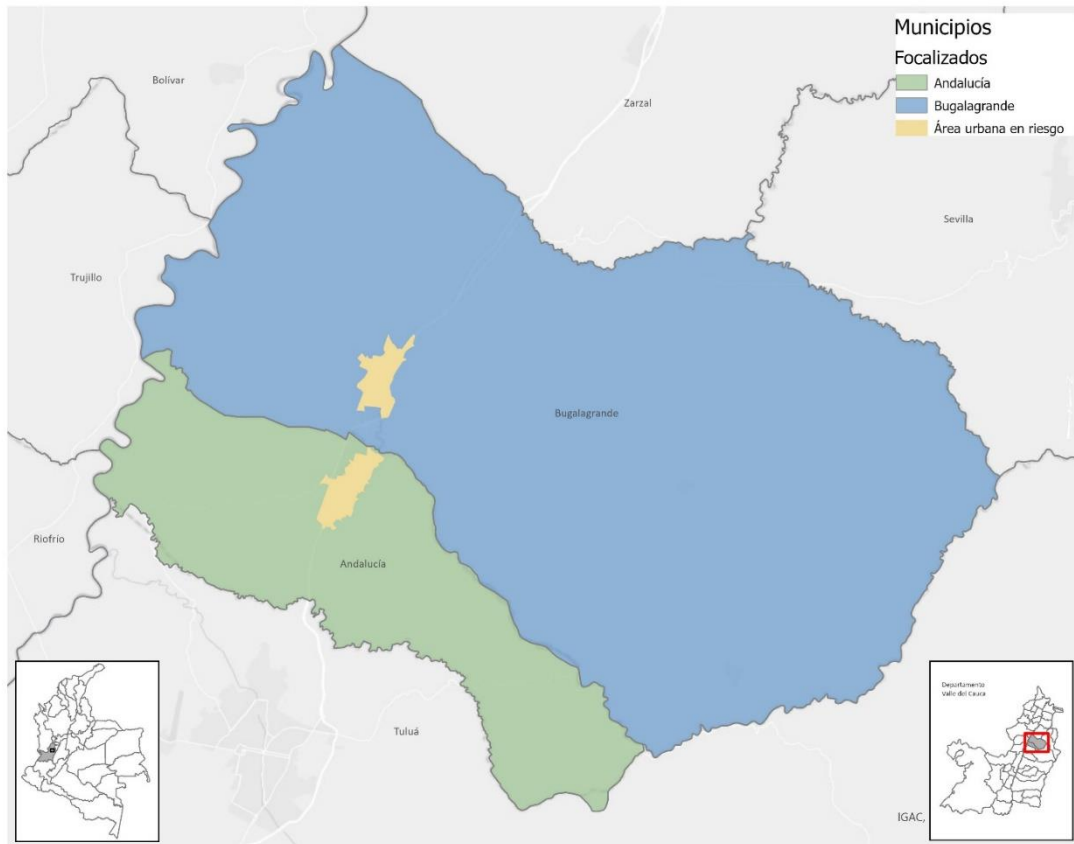 Municipios
Focalizados
Andalucía
Bugalagrande
Área urbana en riesgo
Bolívar
Zarzal
Sevilla
Trujillo
Bugalagrande
Riofrío
Andalucía
Tuluá
Departamento
Valle del Cauca
IGAC,